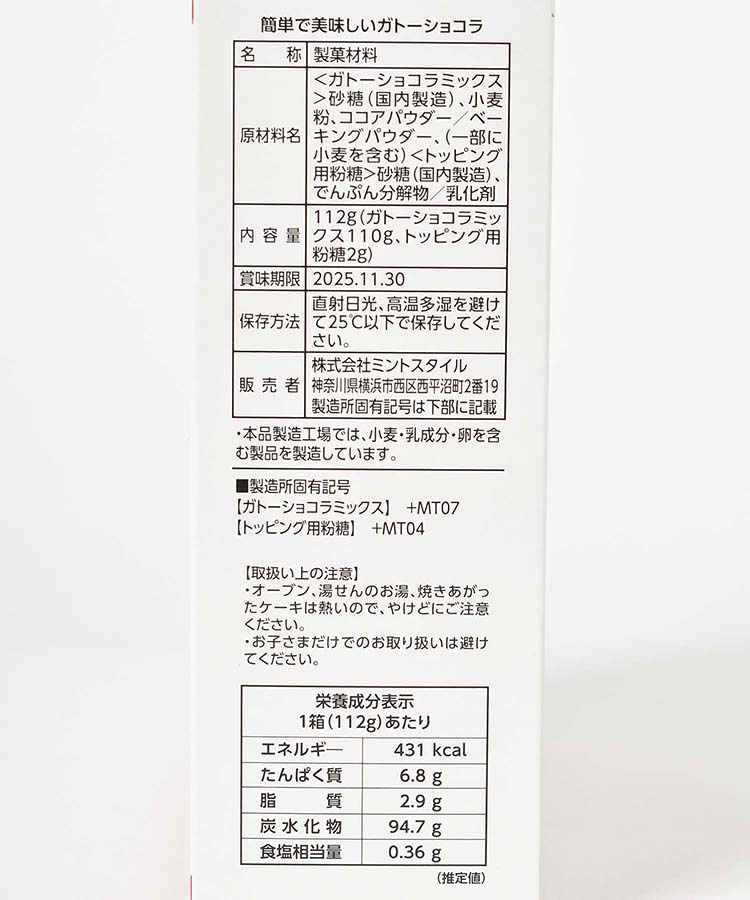 簡単で美味しいガトーショコラ
名称 製菓材料
原材料名 <ガトーショコラミックス
>砂糖(国内製造)、小麦
粉、ココアパウダー/ベー
キングパウダー、(一部に
小麦を含む)<トッピング
用粉糖>砂糖(国内製造)、
でんぷん分解物/乳化剤
内容量 112g(ガトーショコラミッ
クス110g、トッピング用
粉糖2g)
賞味期限 2025.11.30
保存方法 直射日光、高温多湿を避け
て25℃以下で保存してくだ
さい。
販売者 株式会社ミントスタイル
神奈川県横浜市西区西平沼町2番19
製造所固有記号は下部に記載
・本品製造工場では、小麦・乳成分・卵を含
む製品を製造しています。
■製造所固有記号
【ガトーショコラミックス】 +MT07
【トッピング用粉糖】 +MT04
【取扱い上の注意】
・オーブン、湯せんのお湯、焼きあがっ
たケーキは熱いので、やけどにご注意
ください。
・お子さまだけでのお取り扱いは避け
てください。
栄養成分表示
1箱(112g)あたり
エネルギー 431 kcal
たんぱく質 6.8 g
脂質 2.9 g
炭水化物 94.7 g
食塩相当量 0.36 g
(推定値)